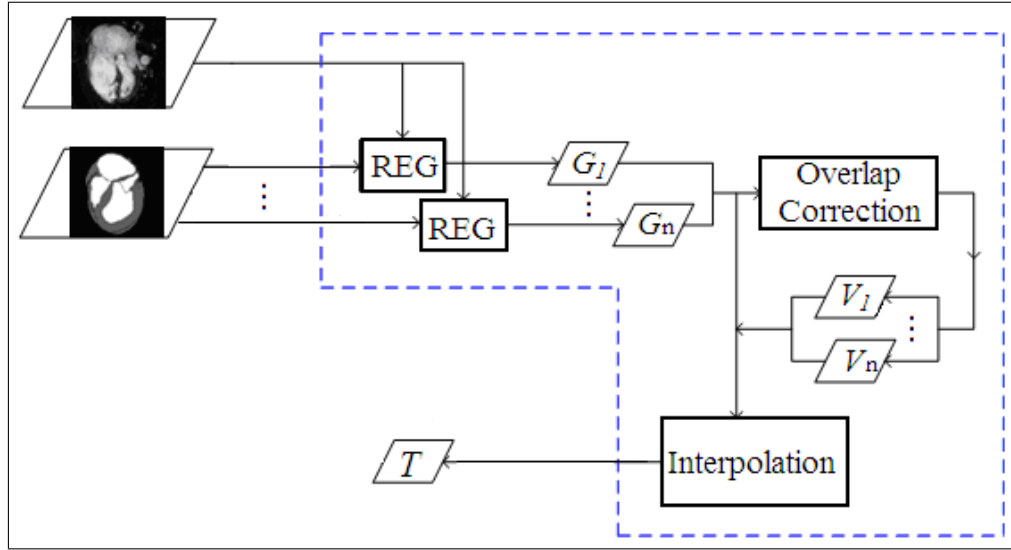 REG
REG
G1
Gn
Overlap
Correction
V1
Vn
Interpolation
T